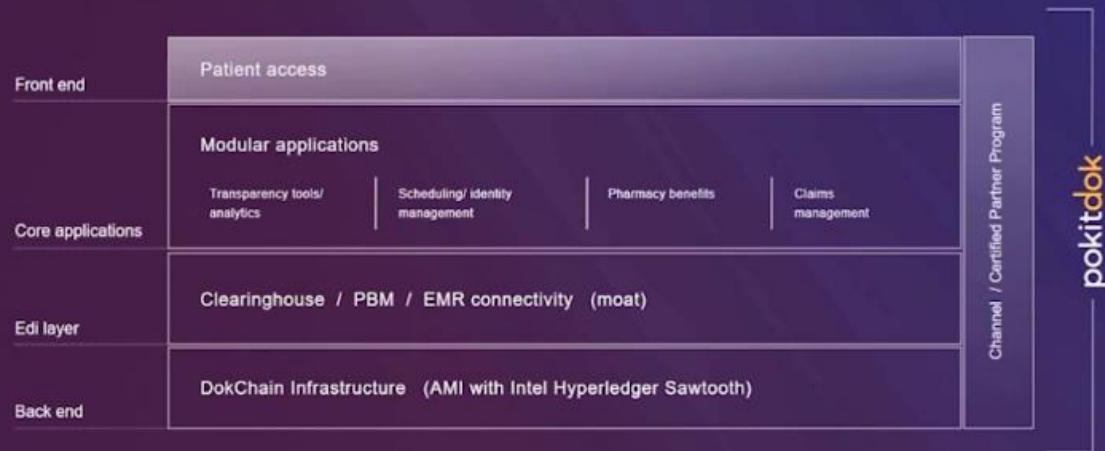 Front end
Patient access
Core applications
Modular applications
Transparency tools/
analytics
Scheduling/ identity
management
Pharmacy benefits
Claims
management
Edi layer
Clearinghouse / PBM / EMR connectivity (moat)
Back end
DokChain Infrastructure (AMI with Intel Hyperledger Sawtooth)
Channel / Certified Partner Program
pokitdok